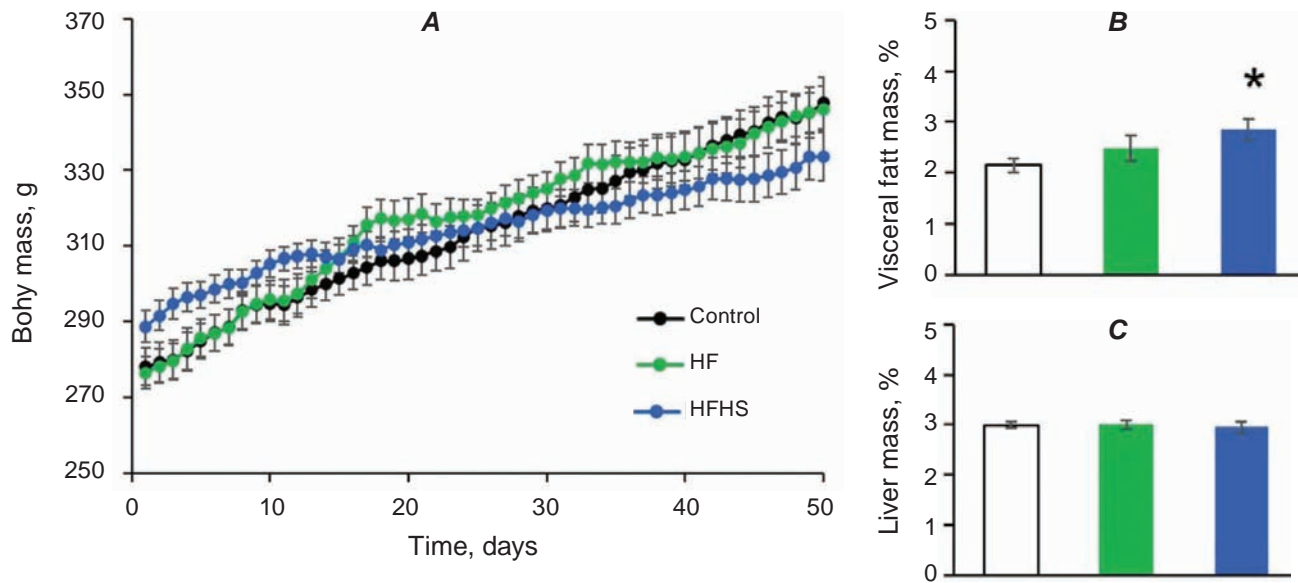 A
Bohy mass, g
370
350
330
310
290
270
250
0
10
20
30
40
50
Time, days
Control
HF
HFHS
B
Visceral fatt mass, %
5
4
3
2
1
0
*
C
Liver mass, %
5
4
3
2
1
0